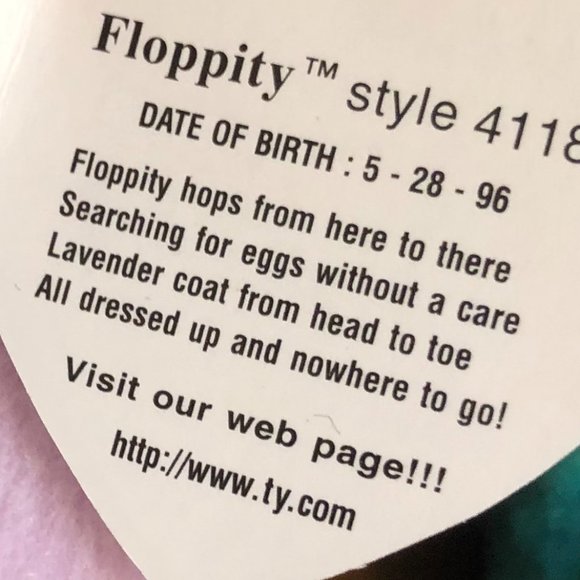 Floppity™ style 4118
DATE OF BIRTH : 5 - 28 - 96
Floppity hops from here to there
Searching for eggs without a care
Lavender coat from head to toe
All dressed up and nowhere to go!
Visit our web page!!!
http://www.ty.com